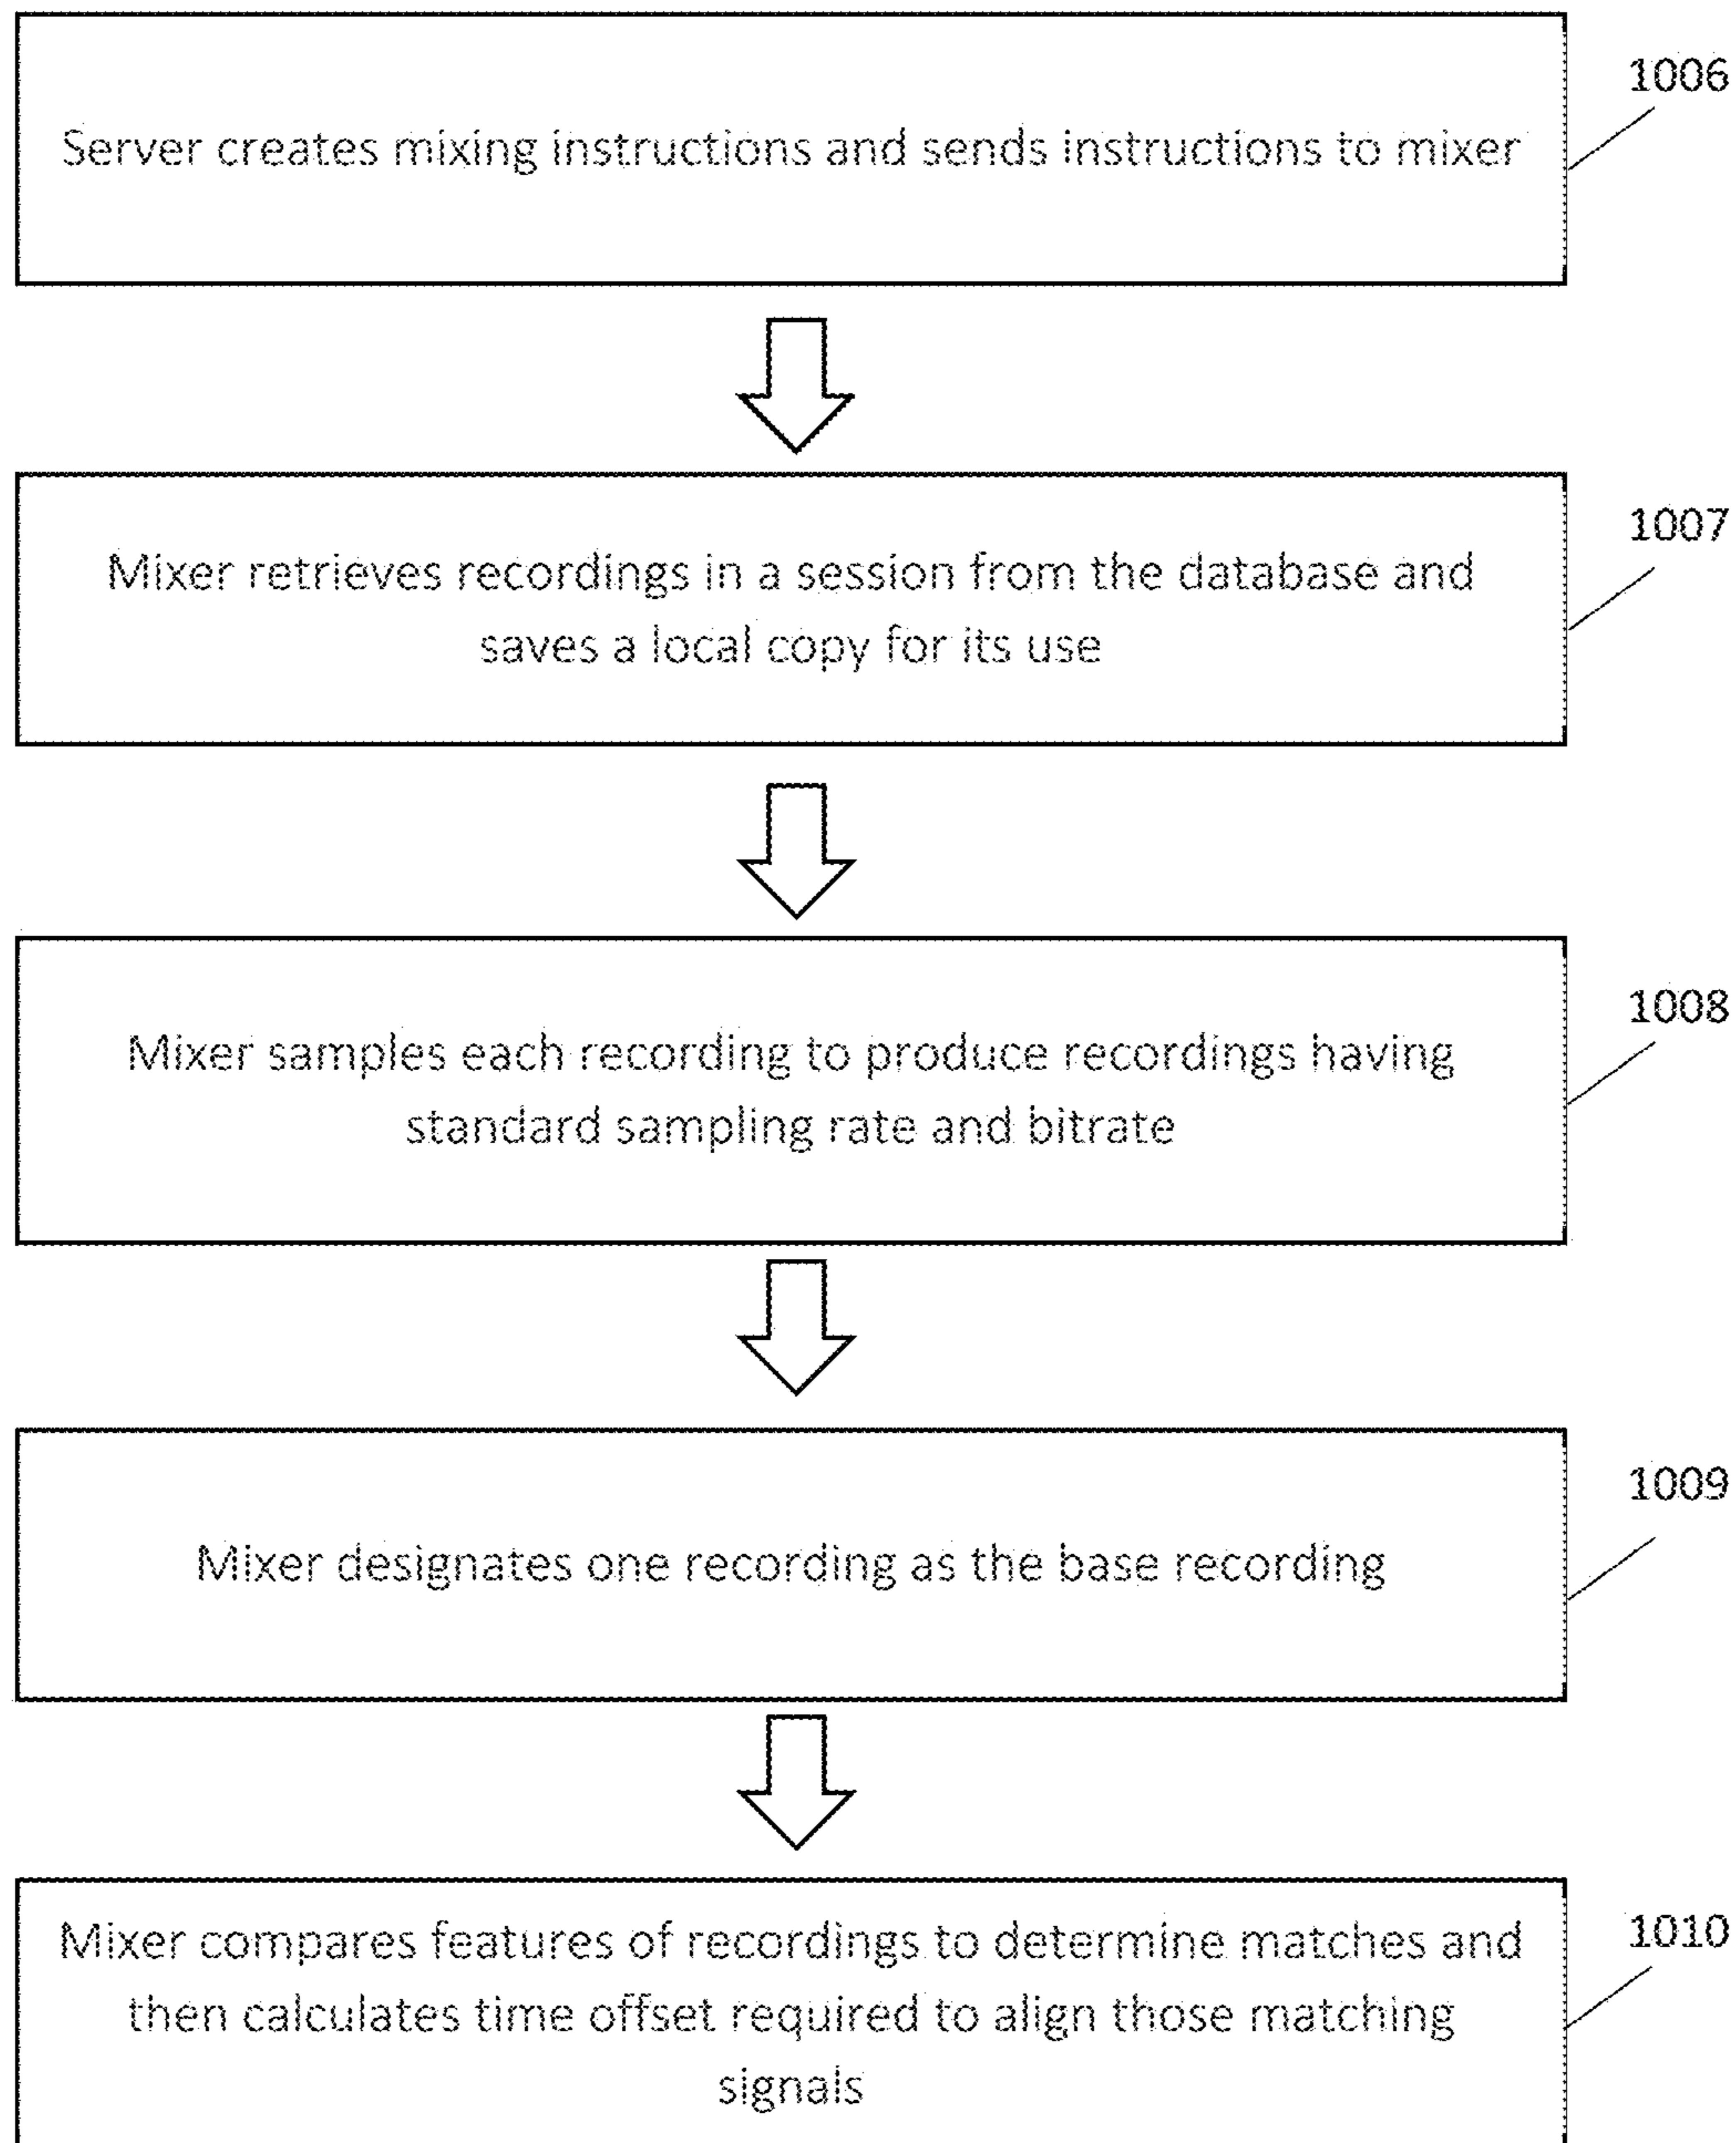 1006
Server creates mixing instructions and sends instructions to mixer
1007
Mixer retrieves recordings in a session from the database and
saves a local copy for its use
1008
Mixer samples each recording to produce recordings having
standard sampling rate and bitrate
1009
Mixer designates one recording as the base recording
1010
Mixer compares features of recordings to determine matches and
then calculates time offset required to align those matching
signals